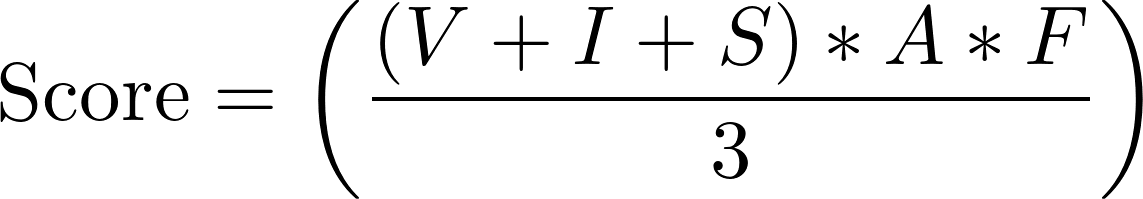 Score = ( (V + I + S) * A * F / 3 )